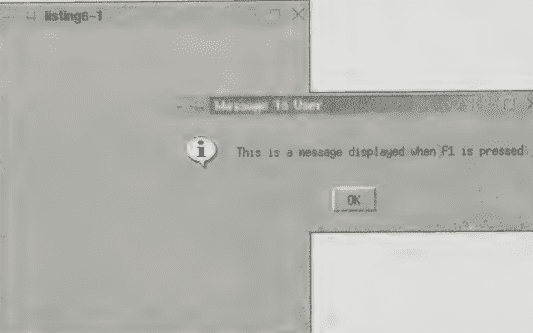 listing6-1
Message To User
This is a message displayed when F1 is pressed
OK